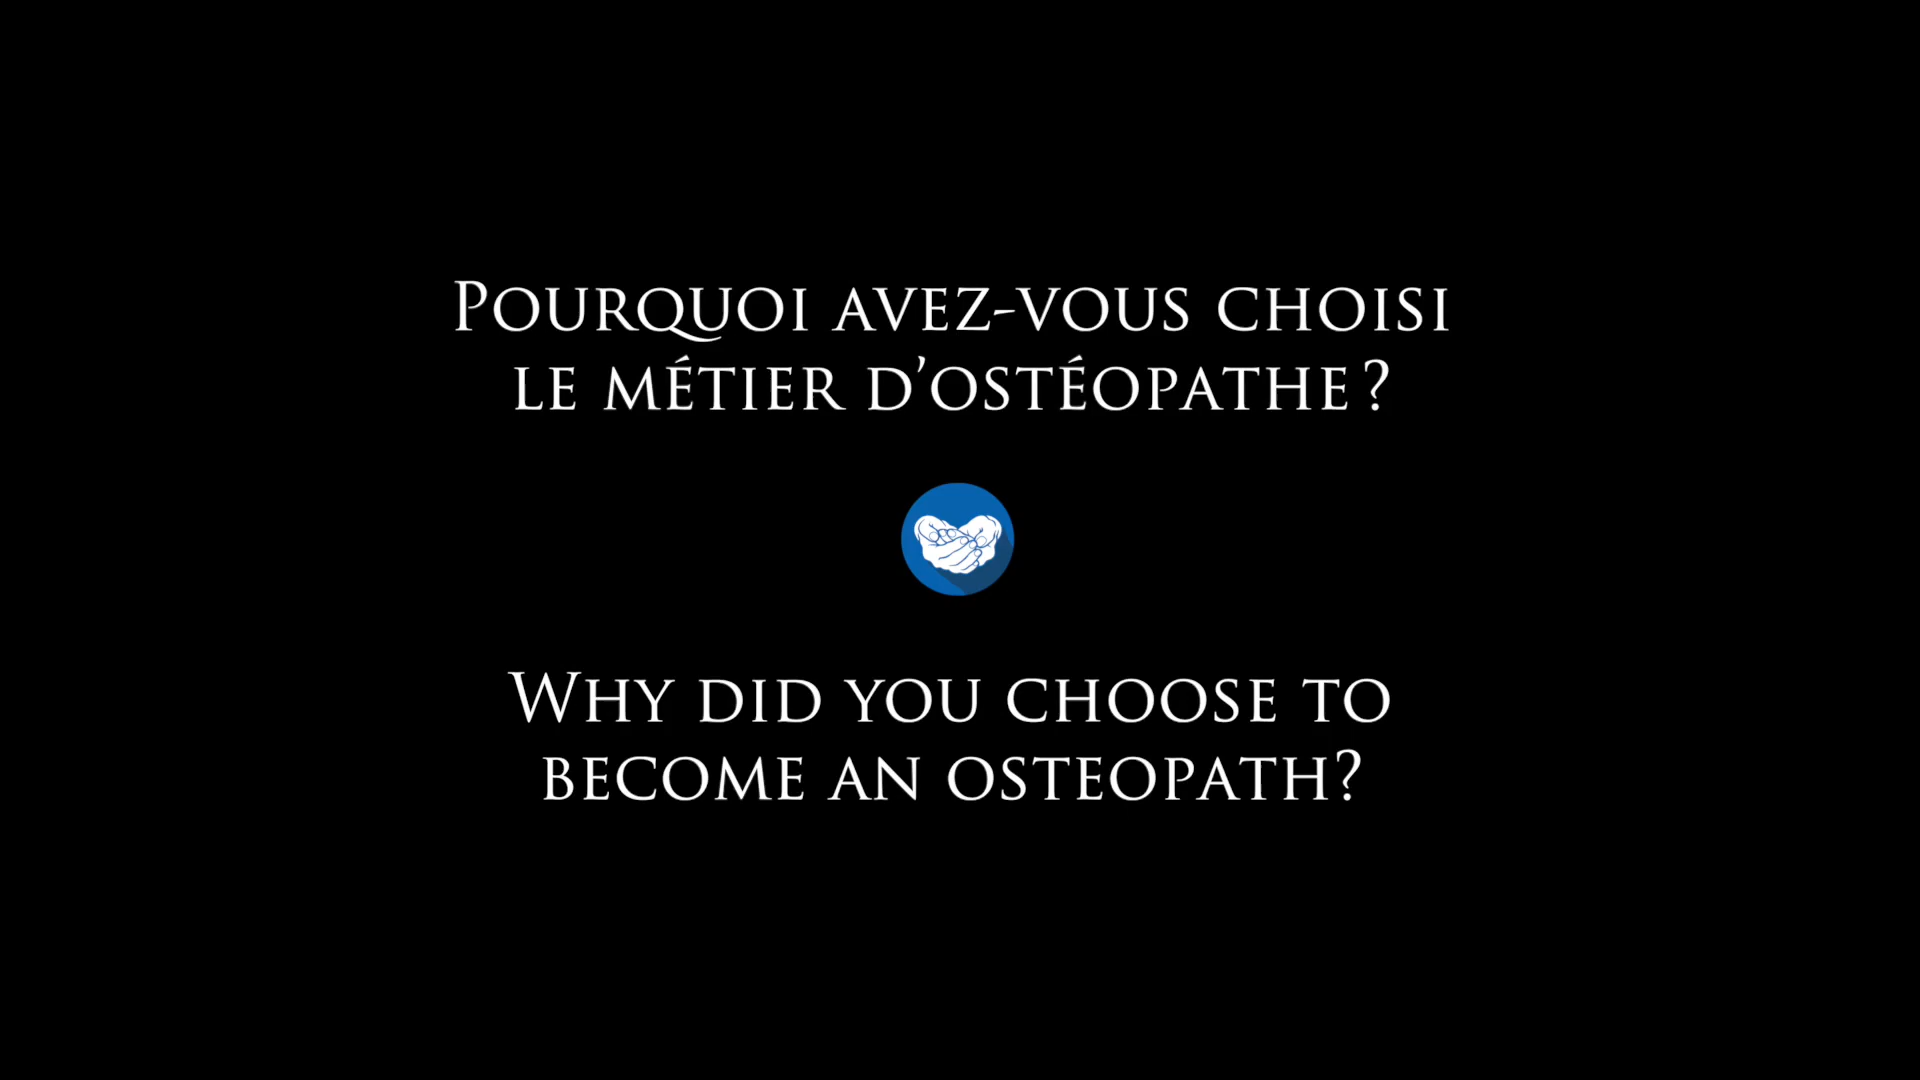 Pourquoi avez-vous choisi
le métier d’ostéopathe ?
Why did you choose to
become an osteopath?